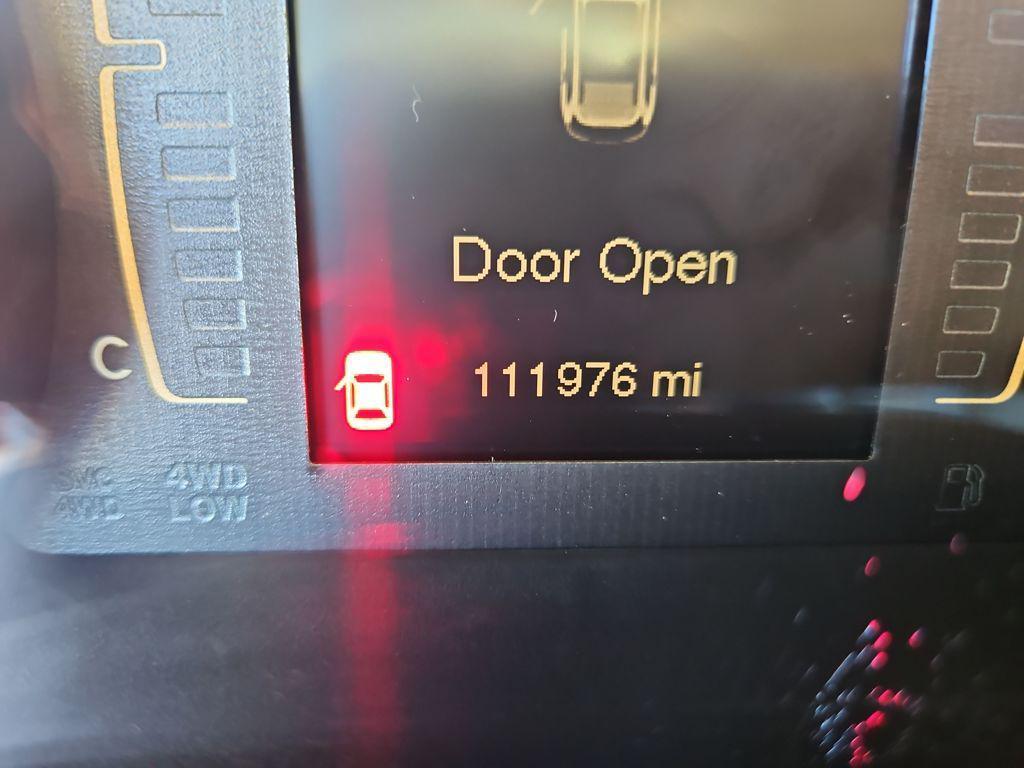 Door Open
111976 mi
C
4WD
LOW